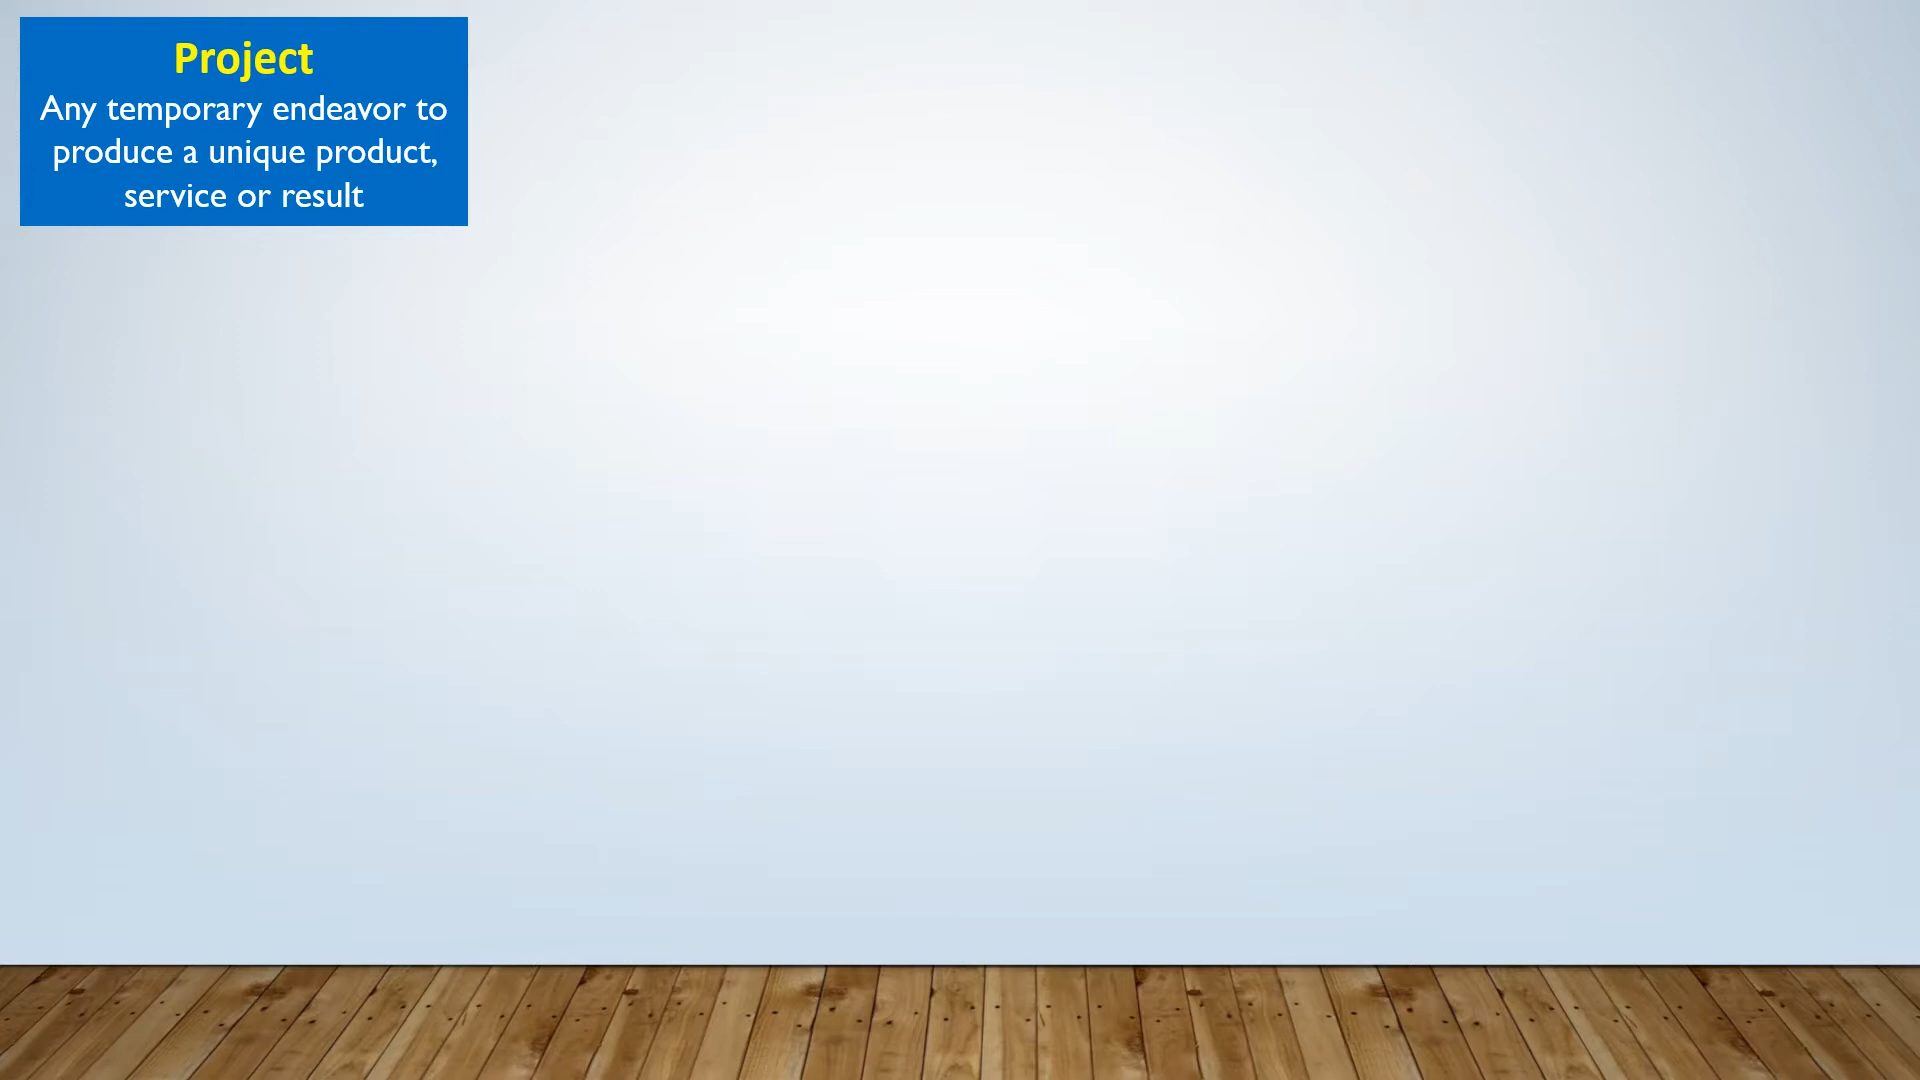 Project
Any temporary endeavor to
produce a unique product,
service or result